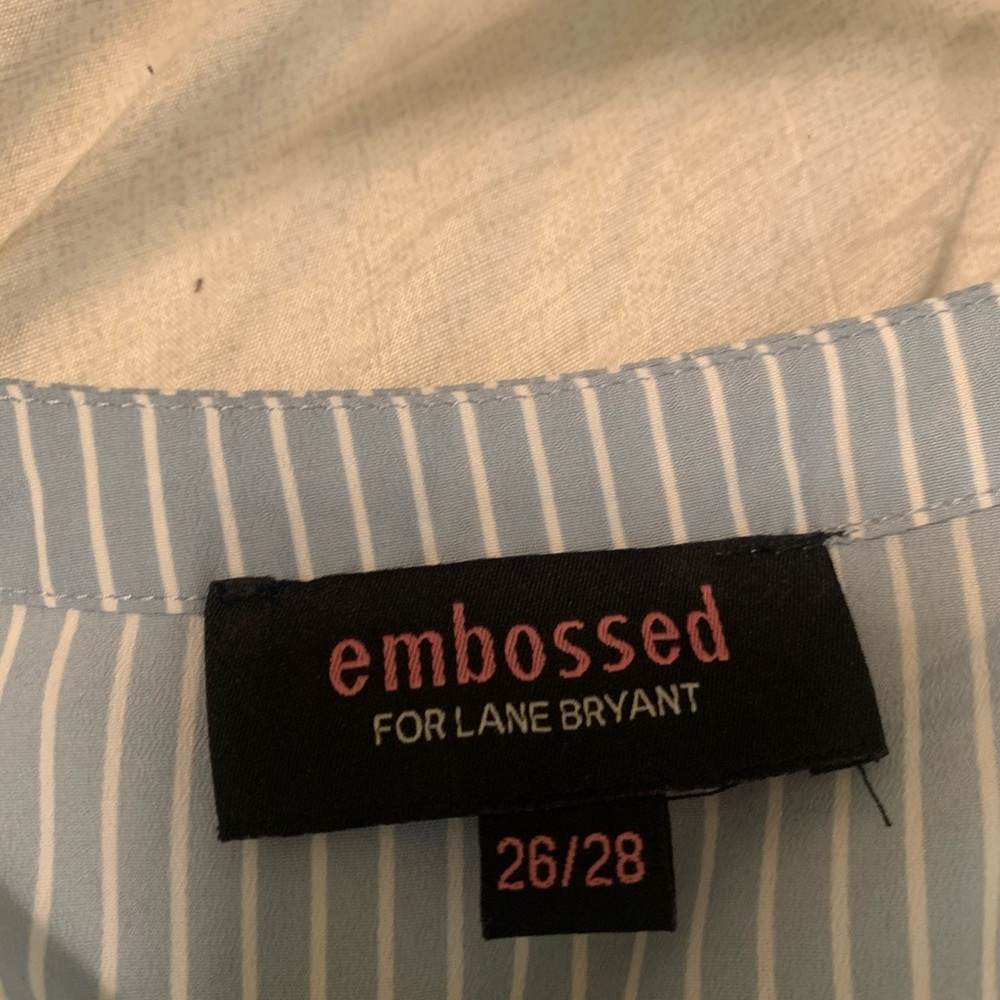 embossed
FOR LANE BRYANT
26/28